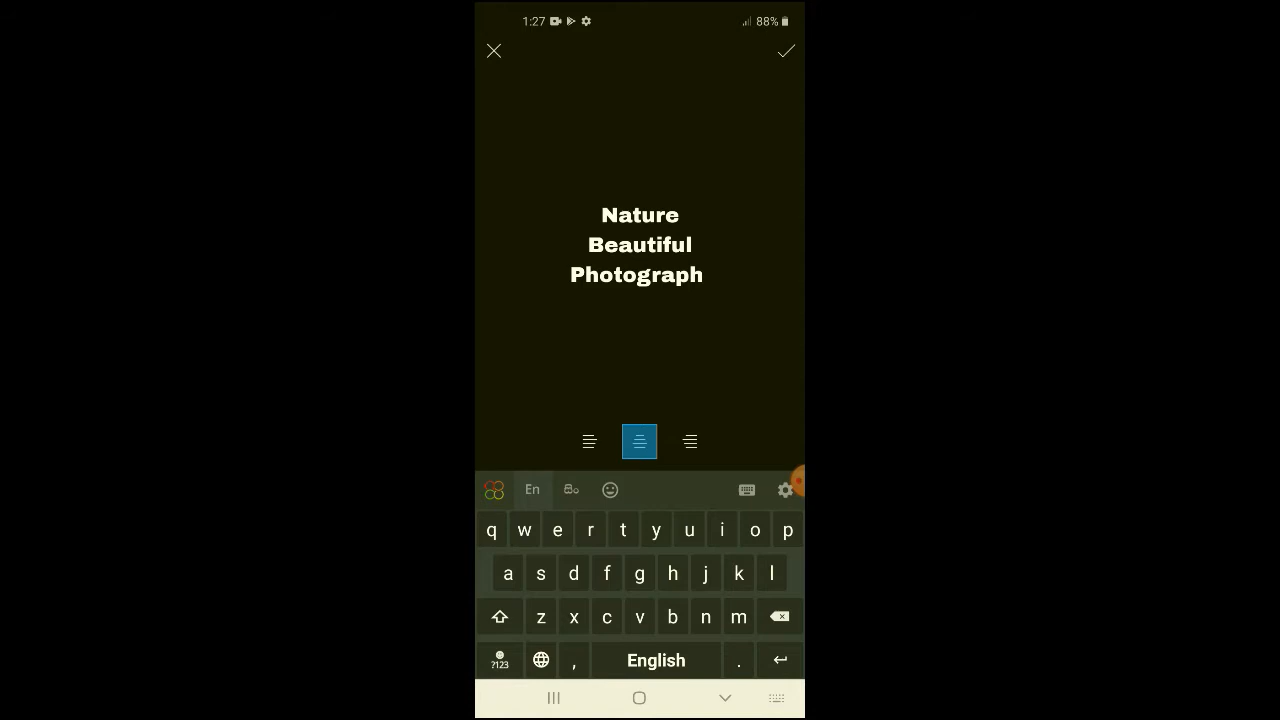 1:27 88%
Nature
Beautiful
Photograph
En
q w e r t y u i o p
a s d f g h j k l
z x c v b n m
?123 , English .